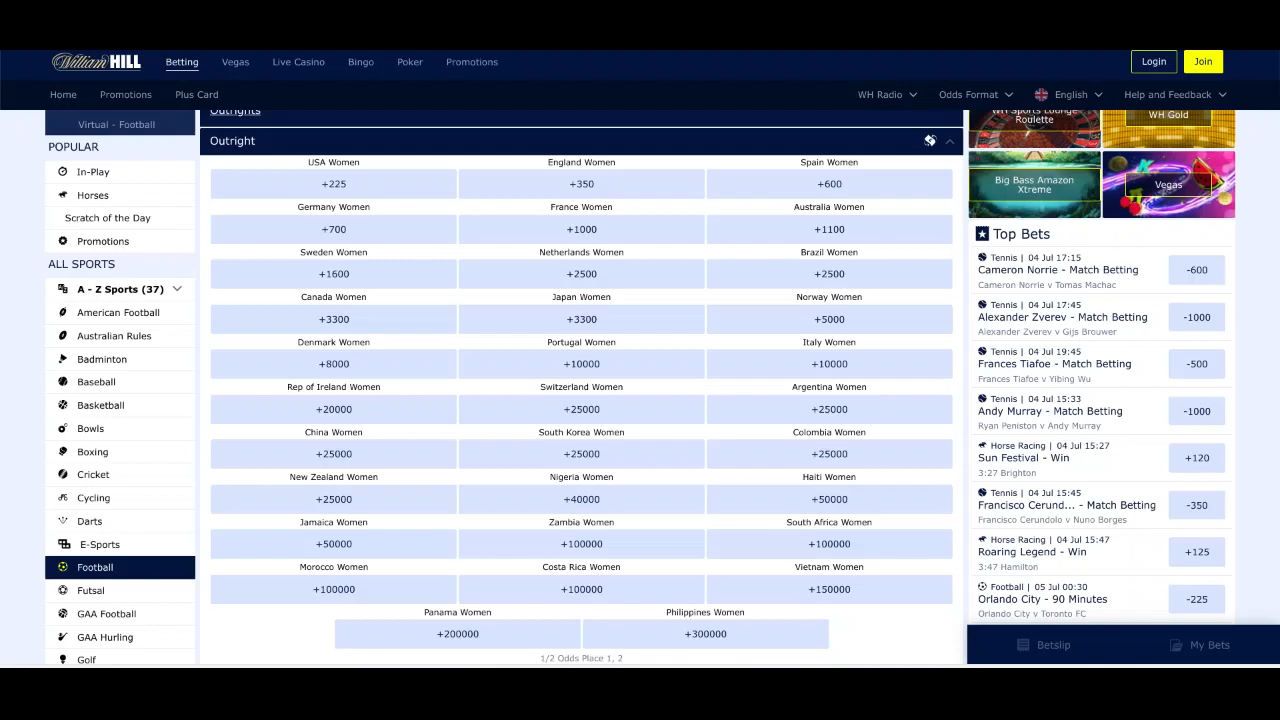 William HILL
Betting
Vegas
Live Casino
Bingo
Poker
Promotions
Login
Join
Home
Promotions
Plus Card
WH Radio
Odds Format
English
Help and Feedback
Virtual - Football
POPULAR
In-Play
Horses
Scratch of the Day
Promotions
ALL SPORTS
A - Z Sports (37)
American Football
Australian Rules
Badminton
Baseball
Basketball
Bowls
Boxing
Cricket
Cycling
Darts
E-Sports
Football
Futsal
GAA Football
GAA Hurling
Golf
Outrights
Outright
USA Women
England Women
Spain Women
+225
+350
+600
Germany Women
France Women
Australia Women
+700
+1000
+1100
Sweden Women
Netherlands Women
Brazil Women
+1600
+2500
+2500
Canada Women
Japan Women
Norway Women
+3300
+3300
+5000
Denmark Women
Portugal Women
Italy Women
+8000
+10000
+10000
Rep of Ireland Women
Switzerland Women
Argentina Women
+20000
+25000
+25000
China Women
South Korea Women
Colombia Women
+25000
+25000
+25000
New Zealand Women
Nigeria Women
Haiti Women
+25000
+40000
+50000
Jamaica Women
Zambia Women
South Africa Women
+50000
+100000
+100000
Morocco Women
Costa Rica Women
Vietnam Women
+100000
+100000
+150000
Panama Women
Philippines Women
+200000
+300000
1/2 Odds Place 1, 2
WH Sports Lounge
Roulette
WH Gold
Big Bass Amazon
Xtreme
Vegas
Top Bets
Tennis | 04 Jul 17:15
Cameron Norrie - Match Betting
Cameron Norrie v Tomas Machac
-600
Tennis | 04 Jul 17:45
Alexander Zverev - Match Betting
Alexander Zverev v Gijs Brouwer
-1000
Tennis | 04 Jul 19:45
Frances Tiafoe - Match Betting
Frances Tiafoe v Yibing Wu
-500
Tennis | 04 Jul 15:33
Andy Murray - Match Betting
Ryan Peniston v Andy Murray
-1000
Horse Racing | 04 Jul 15:27
Sun Festival - Win
3:27 Brighton
+120
Tennis | 04 Jul 15:45
Francisco Cerund... - Match Betting
Francisco Cerundolo v Nuno Borges
-350
Horse Racing | 04 Jul 15:47
Roaring Legend - Win
3:47 Hamilton
+125
Football | 05 Jul 00:30
Orlando City - 90 Minutes
Orlando City v Toronto FC
-225
Betslip
My Bets